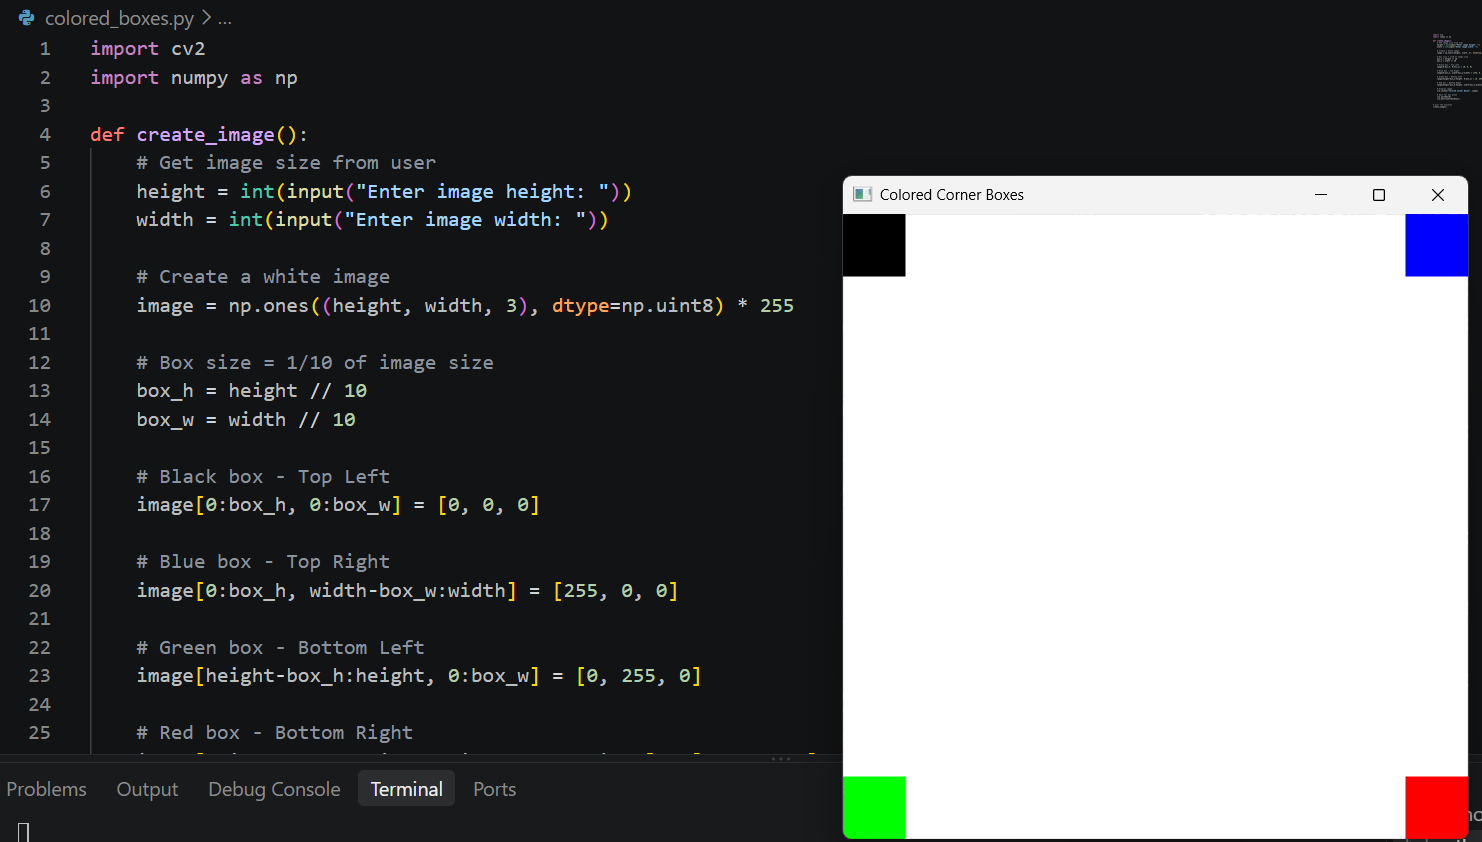 colored_boxes.py > ...
1 import cv2
2 import numpy as np
3
4 def create_image():
5     # Get image size from user
6     height = int(input("Enter image height: "))
7     width = int(input("Enter image width: "))
8
9     # Create a white image
10     image = np.ones((height, width, 3), dtype=np.uint8) * 255
11
12     # Box size = 1/10 of image size
13     box_h = height // 10
14     box_w = width // 10
15
16     # Black box - Top Left
17     image[0:box_h, 0:box_w] = [0, 0, 0]
18
19     # Blue box - Top Right
20     image[0:box_h, width-box_w:width] = [255, 0, 0]
21
22     # Green box - Bottom Left
23     image[height-box_h:height, 0:box_w] = [0, 255, 0]
24
25     # Red box - Bottom Right
Colored Corner Boxes
Problems Output Debug Console Terminal Ports